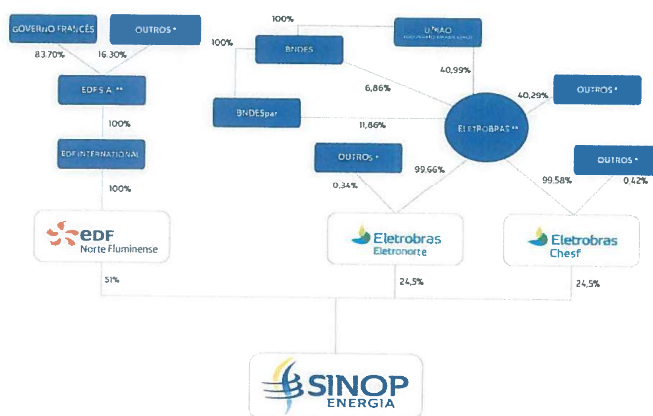 GOVERNO FRANCÊS
OUTROS *
83.70%
16.30%
EDF S.A. **
100%
EDF INTERNATIONAL
100%
edF
Norte Fluminense
51%
100%
UNIÃO
BNDES
100%
40,99%
6,86%
BNDESpar
11,86%
ELETROBRAS **
40,29%
OUTROS *
OUTROS *
0,34%
99,66%
99,58%
OUTROS *
0,42%
Eletrobras
Eletronorte
24,5%
Eletrobras
Chesf
24,5%
SINOP
ENERGIA